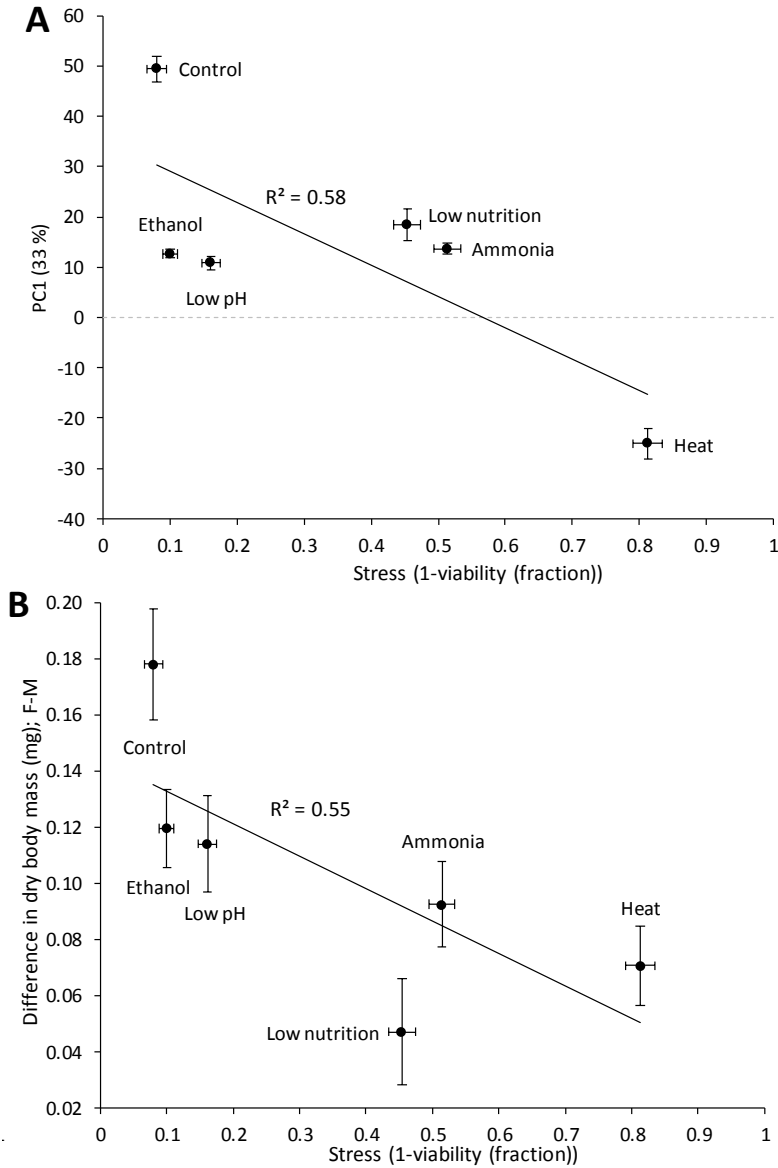 A
60
50
Control
40
30
R² = 0.58
20
Ethanol
Low nutrition
Ammonia
10
Low pH
PC1 (33 %)
0
-10
-20
Heat
-30
-40
0 0.1 0.2 0.3 0.4 0.5 0.6 0.7 0.8 0.9 1
Stress (1-viability (fraction))
B
0.20
0.18
0.16
Control
0.14
R² = 0.55
0.12
Ammonia
Ethanol
Heat
Low pH
0.10
0.08
0.06
Low nutrition
0.04
0.02
Difference in dry body mass (mg); F-M
0 0.1 0.2 0.3 0.4 0.5 0.6 0.7 0.8 0.9 1
Stress (1-viability (fraction))